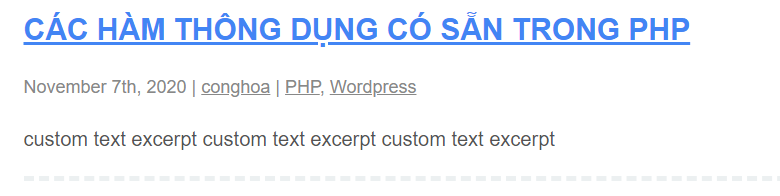 CÁC HÀM THÔNG DỤNG CÓ SẴN TRONG PHP
November 7th, 2020 | conghoa | PHP, Wordpress
custom text excerpt custom text excerpt custom text excerpt